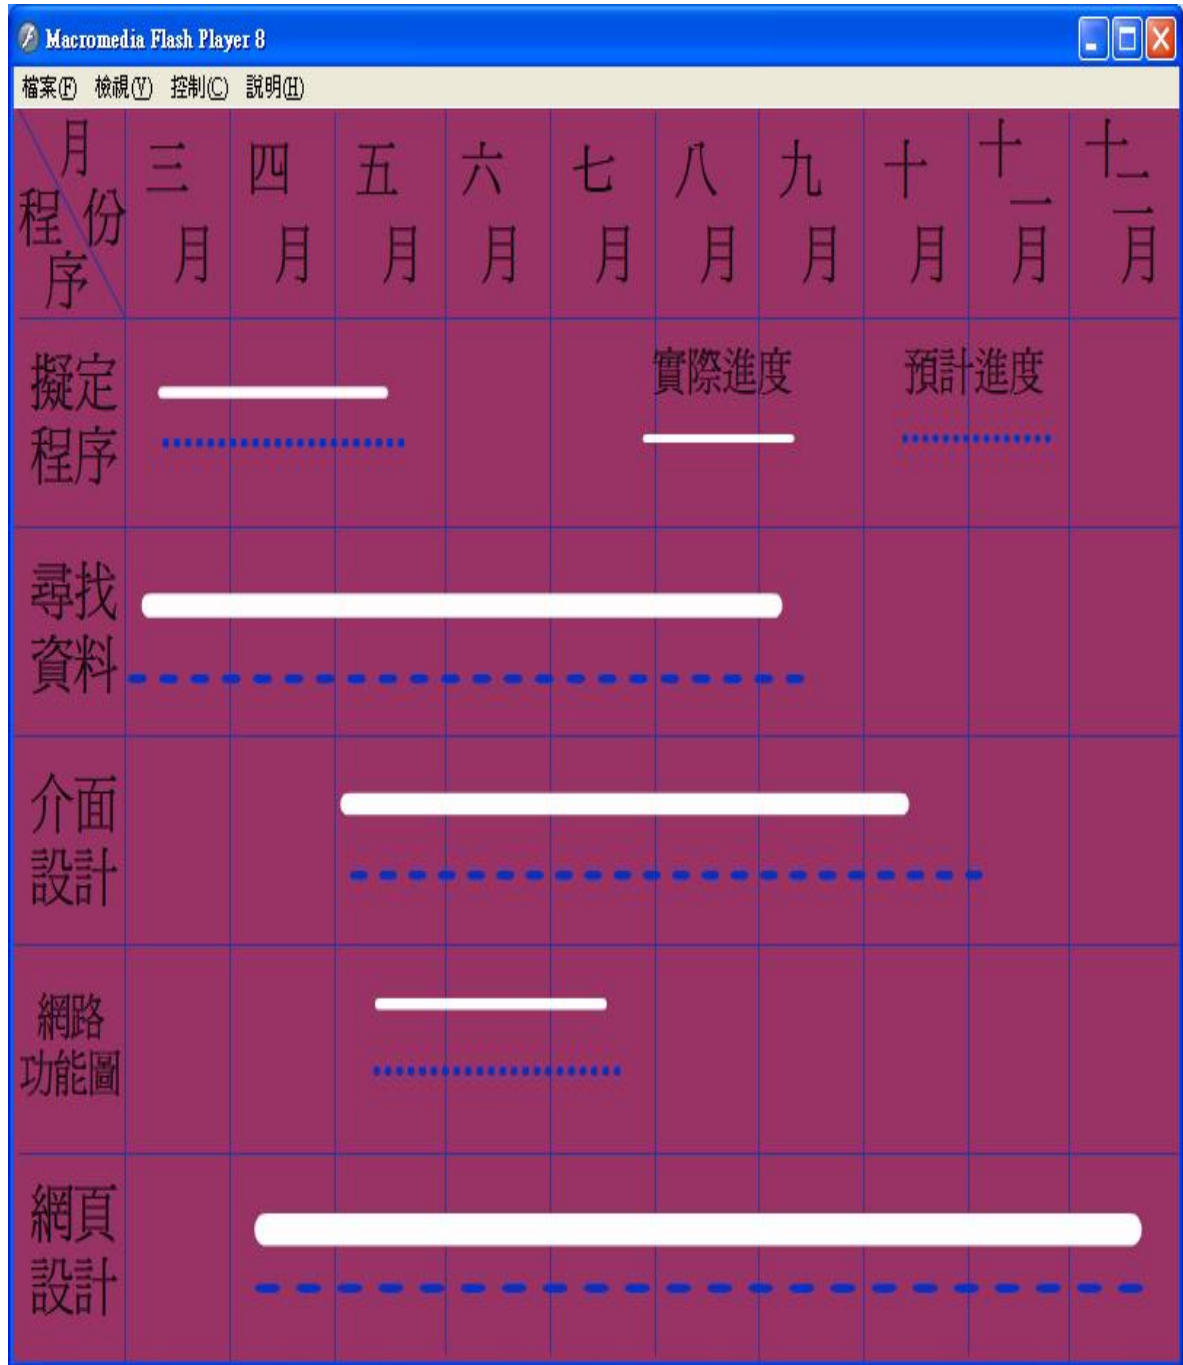 Macromedia Flash Player 8
檔案(F) 檢視(V) 控制(C) 說明(H)
月份
程序
三月 四月 五月 六月 七月 八月 九月 十月 十一月 十二月
擬定
程序
實際進度 預計進度
尋找
資料
介面
設計
網路
功能圖
網頁
設計